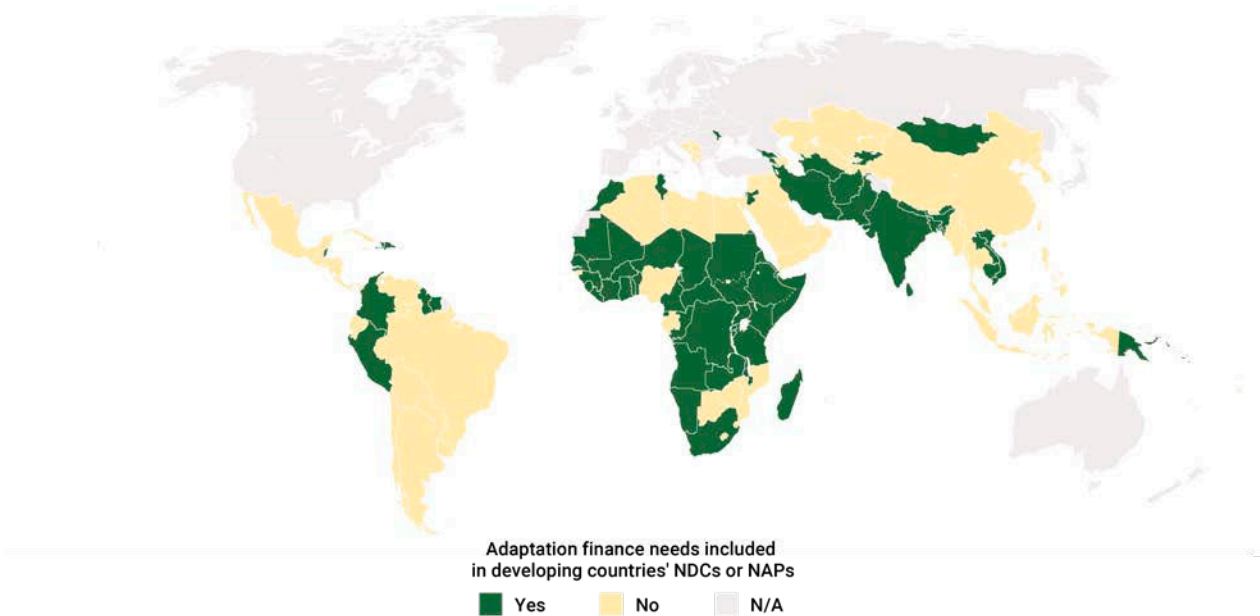 Adaptation finance needs included
in developing countries' NDCs or NAPs
Yes
No
N/A